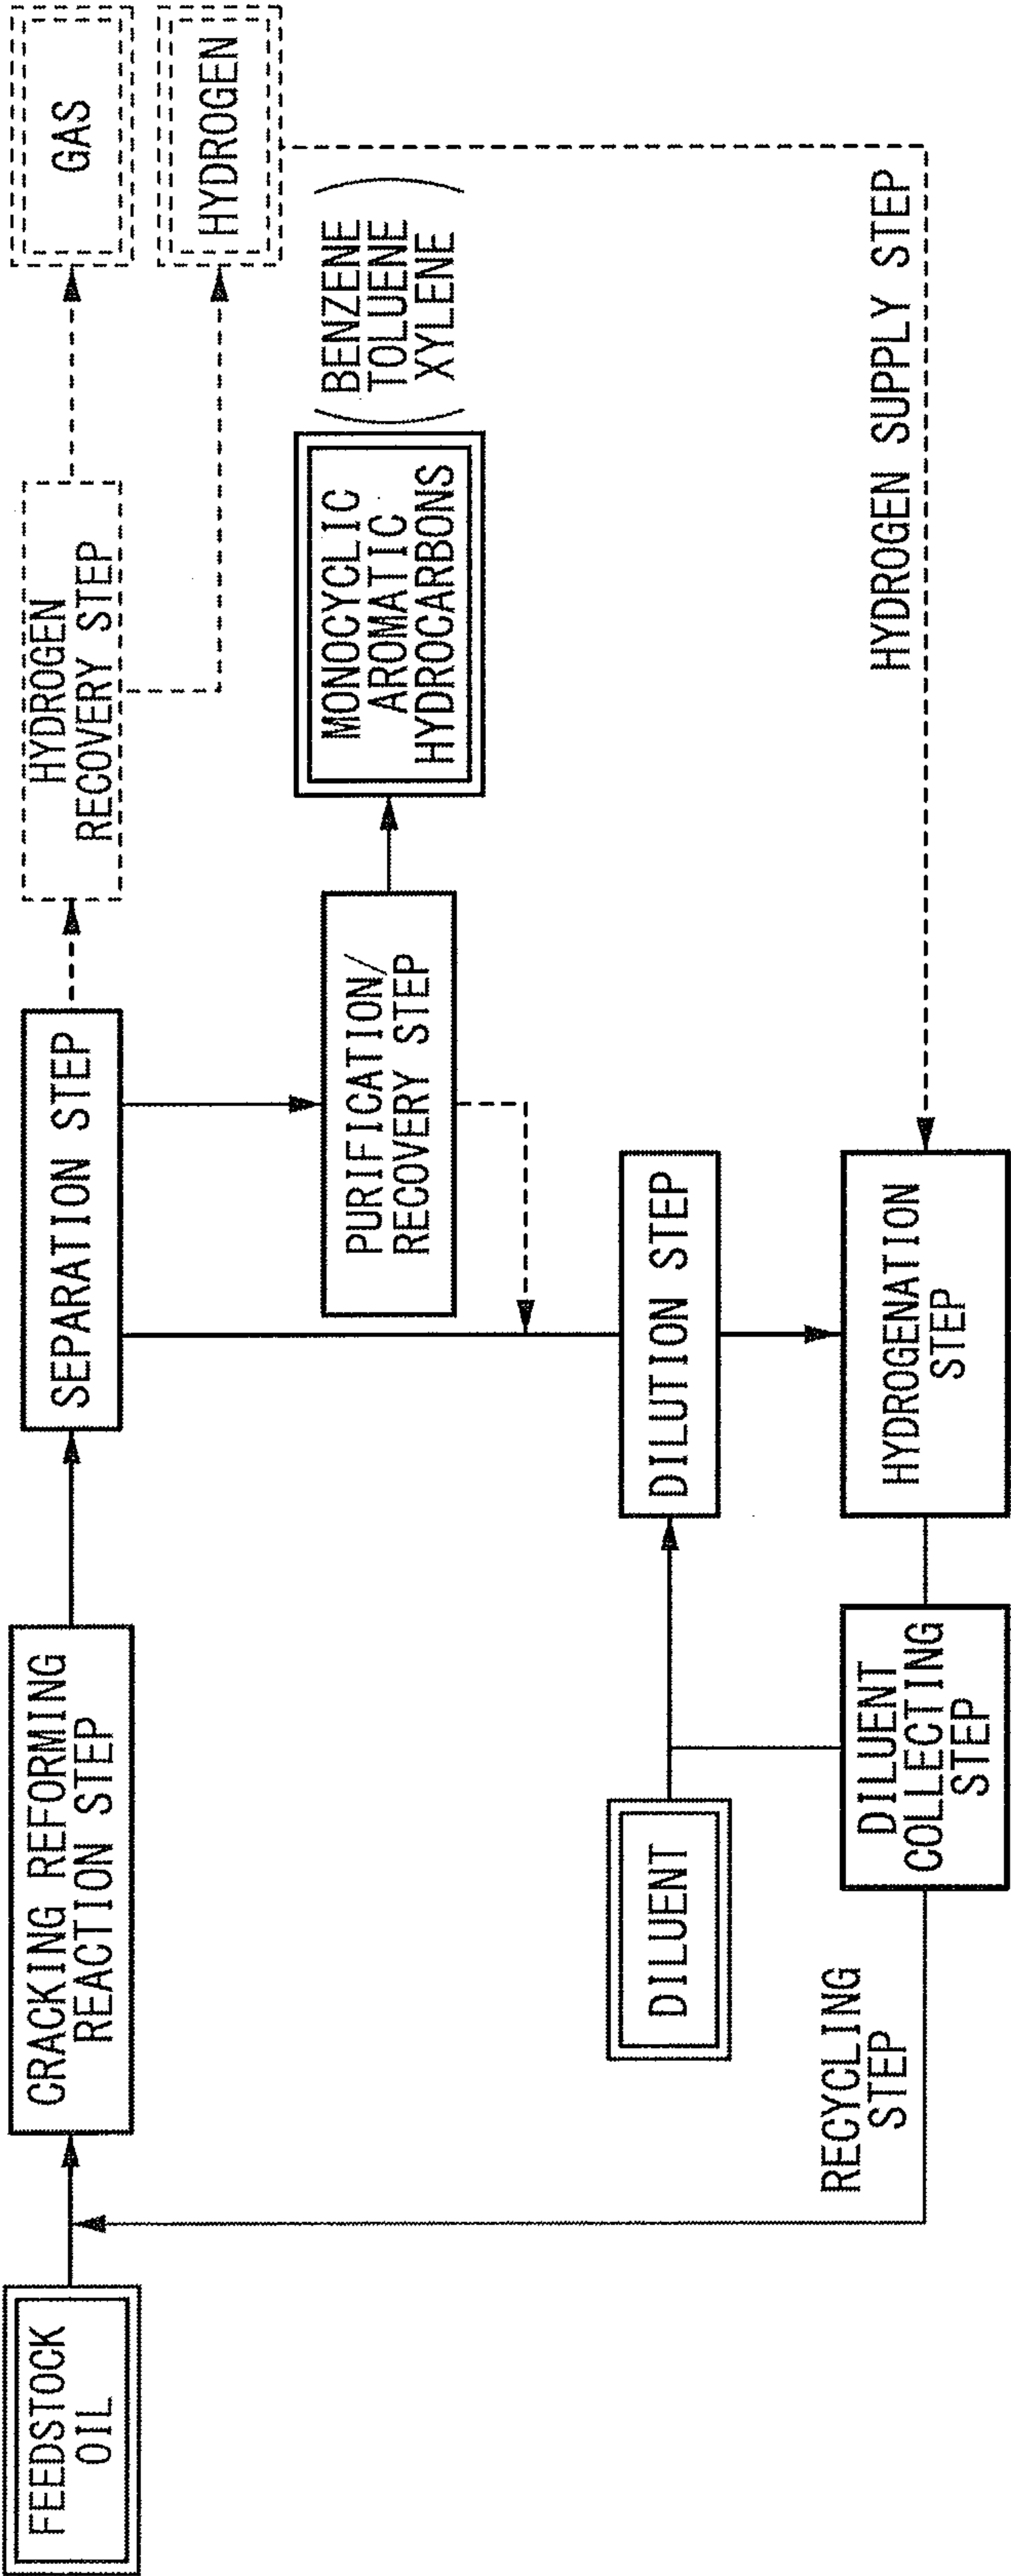 FEEDSTOCK
OIL
CRACKING REFORMING
REACTION STEP
SEPARATION STEP
HYDROGEN
RECOVERY STEP
GAS
HYDROGEN
PURIFICATION/
RECOVERY STEP
MONOCYCLIC
AROMATIC
HYDROCARBONS
(BENZENE
TOLUENE
XYLENE)
DILUENT
DILUTION STEP
RECYCLING
STEP
DILUENT
COLLECTING
STEP
HYDROGENATION
STEP
HYDROGEN SUPPLY STEP